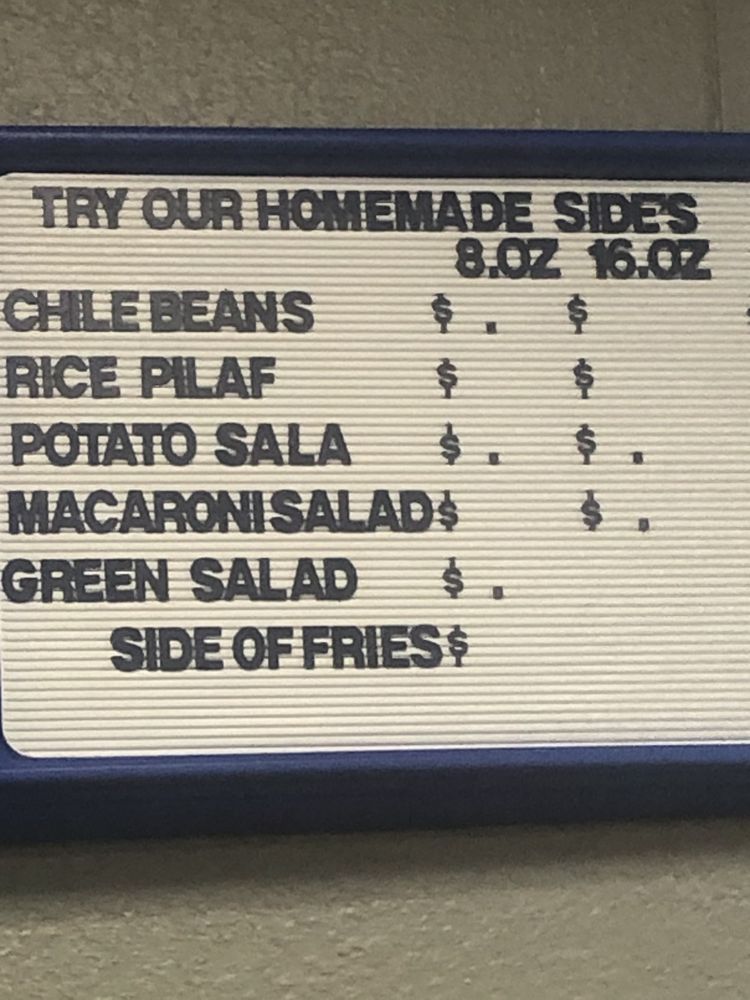 TRY OUR HOMEMADE SIDE'S
8.OZ 16.OZ
CHILE BEANS $ . $
RICE PILAF $ $
POTATO SALA $ . $ .
MACARONI SALAD $ $ .
GREEN SALAD $ .
SIDE OF FRIES $